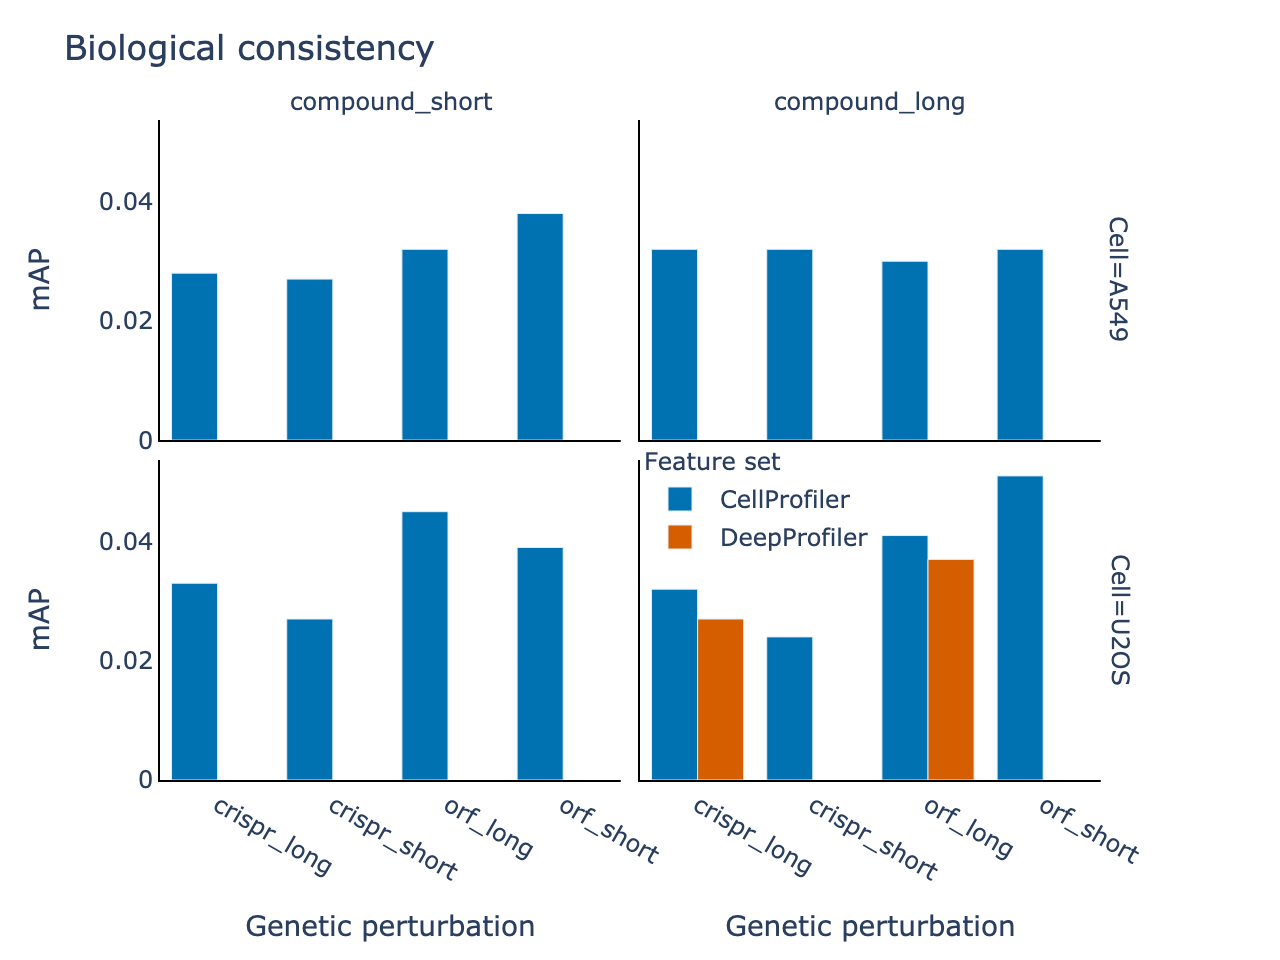 Biological consistency
compound_short
compound_long
mAP
0.04
0.02
0
Cell=A549
mAP
0.04
0.02
0
Feature set
CellProfiler
DeepProfiler
Cell=U2OS
crispr_long
crispr_short
orf_long
orf_short
crispr_long
crispr_short
orf_long
orf_short
Genetic perturbation
Genetic perturbation